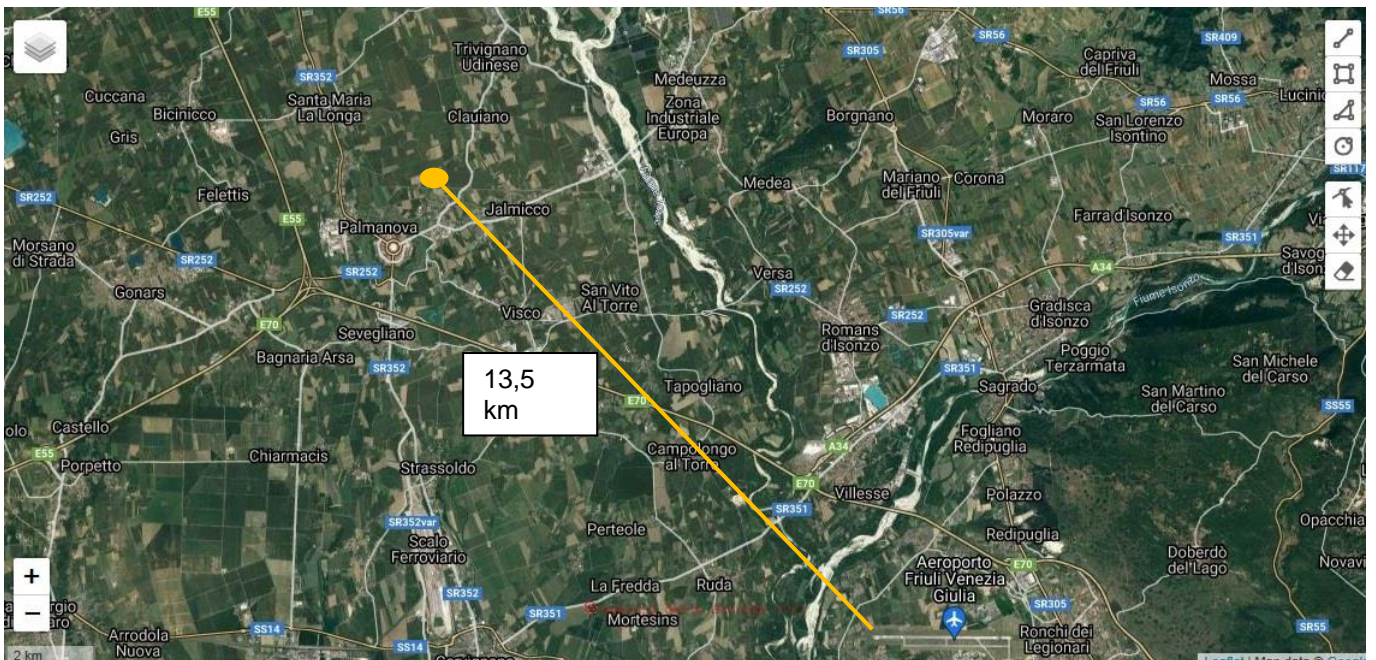 E55
SR56
SR56
SR409
Trivignano
Udinese
SR305
Capriva
del Friuli
SR352
Medeuzza
Mossa
Cuccana
Santa Maria
La Longa
Zona
Industriale
Europa
SR56
SR56
Bicinicco
Clauiano
Borgnano
Moraro
San Lorenzo
Isontino
Gris
SR117
Medea
Mariano
del Friuli
Corona
SR252
Felettis
E55
Jalmicco
Farra d'Isonzo
Palmanova
SR305var
SR351
Morsano
di Strada
SR252
SR252
A34
Versa
SR252
Gonars
San Vito
Al Torre
Fiume Isonzo
Visco
Gradisca
d'Isonzo
E70
Sevegliano
SR252
Romans
d'Isonzo
Bagnaria Arsa
SR352
Poggio
Terzarmata
San Michele
del Carso
SR351
13,5
km
Tapogliano
Sagrado
San Martino
del Carso
E70
SS55
Castello
Fogliano
Redipuglia
E55
Porpetto
Chiarmacis
Strassoldo
Campolongo
al Torre
A34
E70
Villesse
Polazzo
SR351
SR352var
Opacchia
Perteole
Redipuglia
Scalo
Ferroviario
Doberdò
del Lago
Aeroporto
Friuli Venezia
Giulia
E70
+
La Fredda
Ruda
SR352
−
SR305
SR351
Mortesins
SS14
Arrodola
Nuova
Ronchi dei
Legionari
SR55
SS14
2 km